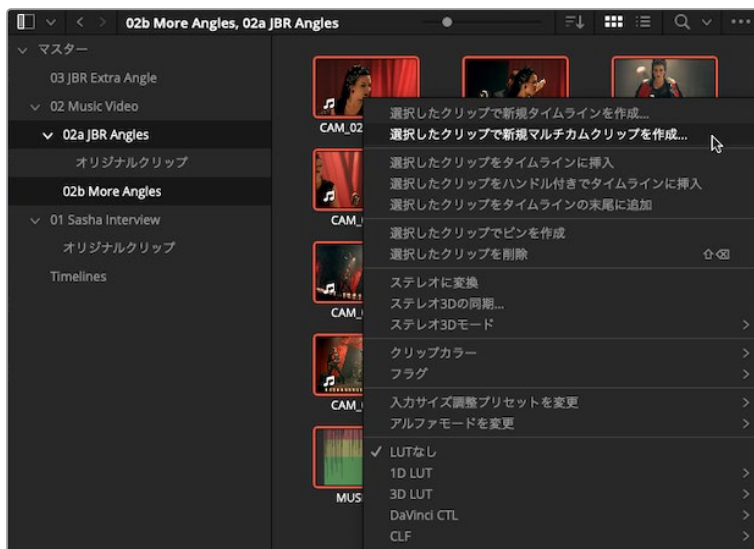 02b More Angles, 02a JBR Angles
マスター
03 JBR Extra Angle
02 Music Video
02a JBR Angles
オリジナルクリップ
02b More Angles
01 Sasha Interview
オリジナルクリップ
Timelines
CAM_02
CAM_
CAM_
CAM_
MUS
選択したクリップで新規タイムラインを作成...
選択したクリップで新規マルチカムクリップを作成...
選択したクリップをタイムラインに挿入
選択したクリップをハンドル付きでタイムラインに挿入
選択したクリップをタイムラインの末尾に追加
選択したクリップでビンを作成
選択したクリップを削除
ステレオに変換
ステレオ3Dの同期...
ステレオ3Dモード
クリップカラー
フラグ
入力サイズ調整プリセットを変更
アルファモードを変更
LUTなし
1D LUT
3D LUT
DaVinci CTL
CLF